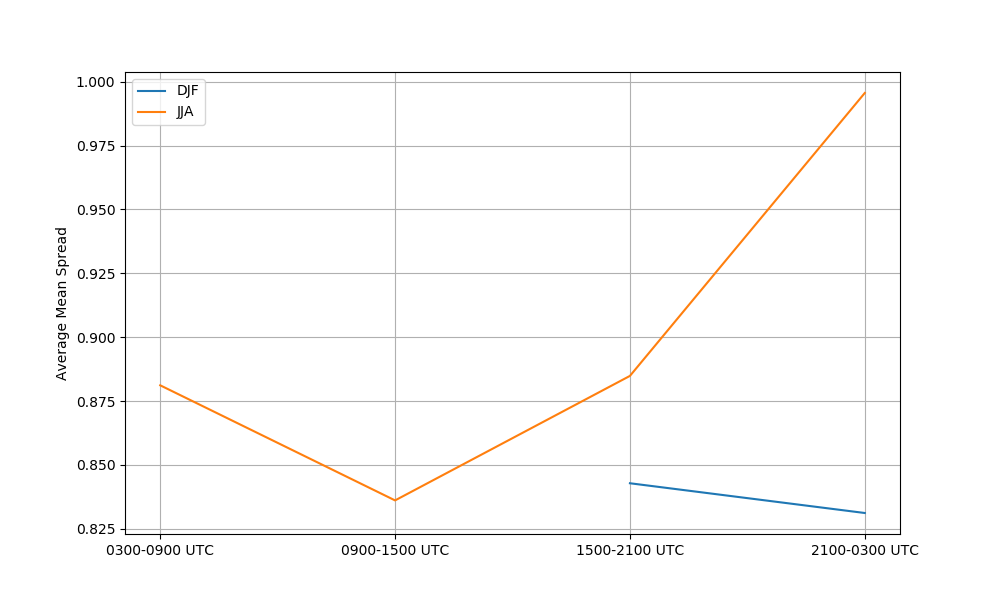 DJF
JJA
1.000
0.975
0.950
0.925
0.900
0.875
0.850
0.825
Average Mean Spread
0300-0900 UTC
0900-1500 UTC
1500-2100 UTC
2100-0300 UTC